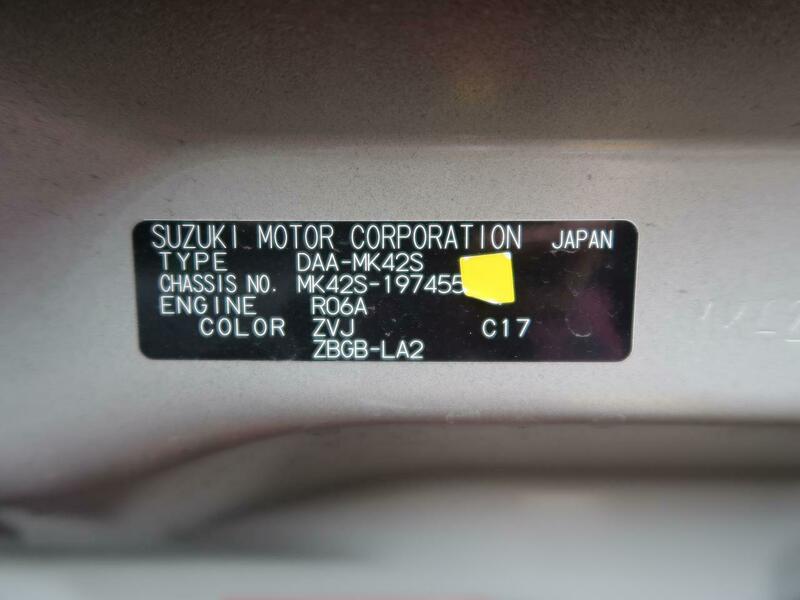 SUZUKI MOTOR CORPORATION JAPAN
TYPE DAA-MK42S
CHASSIS NO. MK42S-197455
ENGINE R06A
COLOR ZVJ C17
ZBGB-LA2